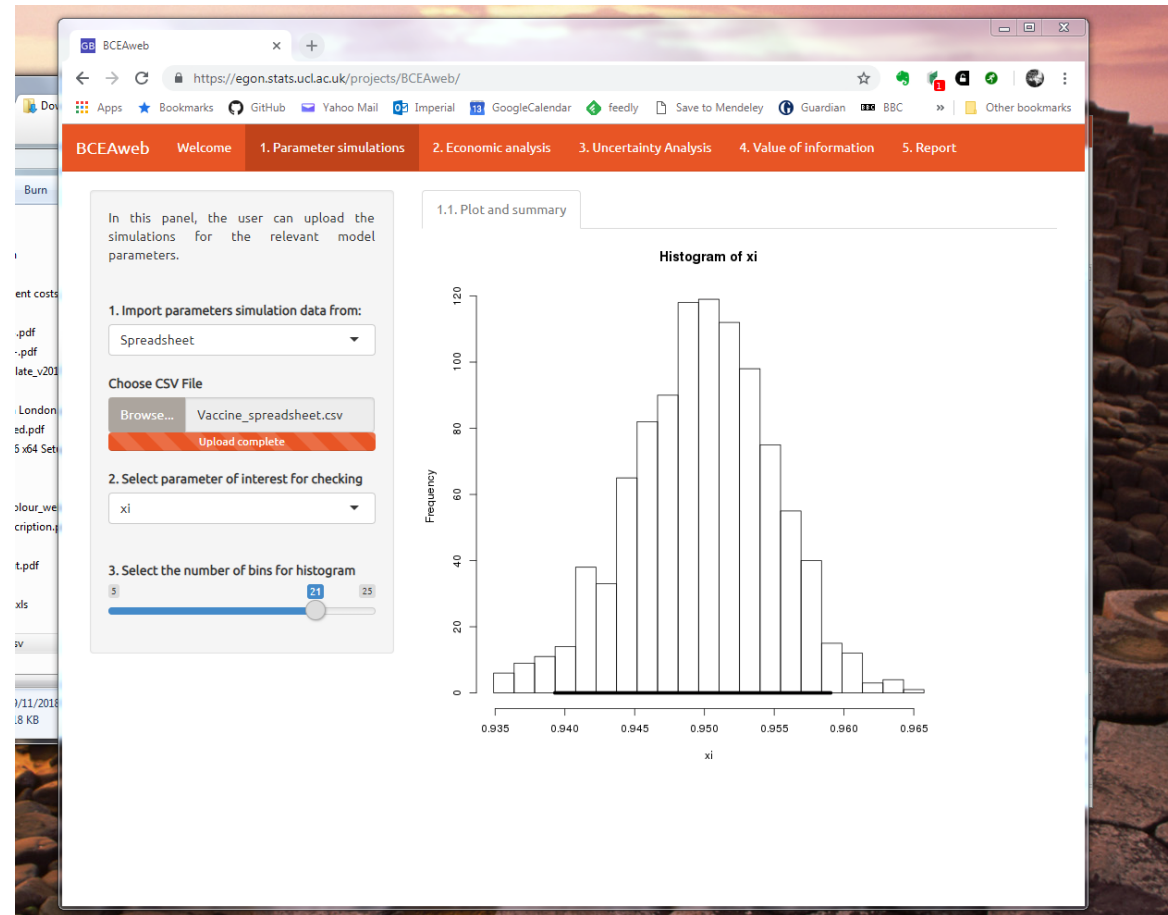 GB BCEAweb
https://egon.stats.ucl.ac.uk/projects/BCEAweb/
1
Apps Bookmarks GitHub Yahoo Mail Imperial 13 GoogleCalendar feedly Save to Mendeley Guardian BBC BBC » Other bookmarks
BCEAweb Welcome 1. Parameter simulations 2. Economic analysis 3. Uncertainty Analysis 4. Value of information 5. Report
Burn
ent costs
.pdf
-.pdf
late_v201
London
ed.pdf
x64 Set
olour_we
cription.p
t.pdf
xls
sv
9/11/2018
8 KB
In this panel, the user can upload the
simulations for the relevant model
parameters.
1. Import parameters simulation data from:
Spreadsheet
Choose CSV File
Browse... Vaccine_spreadsheet.csv
Upload complete
2. Select parameter of interest for checking
xi
3. Select the number of bins for histogram
5 21 25
1.1. Plot and summary
Histogram of xi
Frequency
120
100
80
60
40
20
0
0.935 0.940 0.945 0.950 0.955 0.960 0.965
xi